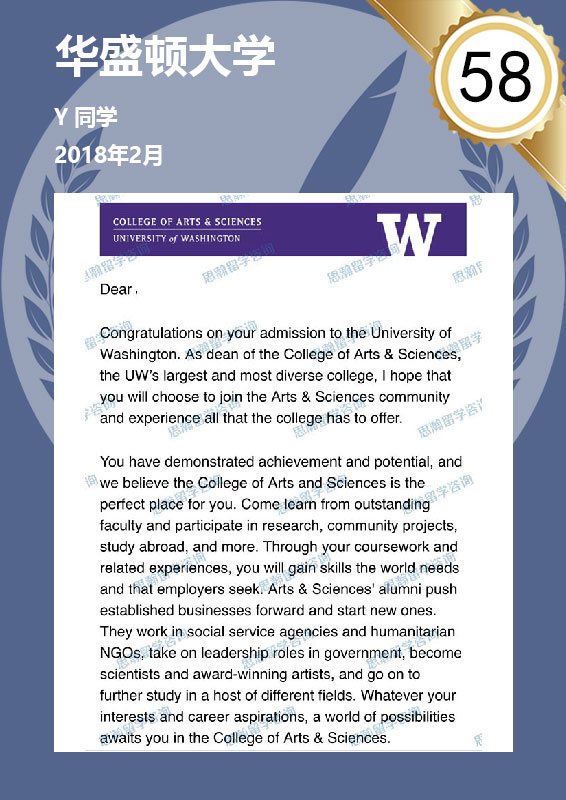 华盛顿大学
58
Y 同学
2018年2月
COLLEGE OF ARTS & SCIENCES
UNIVERSITY of WASHINGTON
W
Dear
Congratulations on your admission to the University of
Washington. As dean of the College of Arts & Sciences,
the UW's largest and most diverse college, I hope that
you will choose to join the Arts & Sciences community
and experience all that the college has to offer.
You have demonstrated achievement and potential, and
we believe the College of Arts and Sciences is the
perfect place for you. Come learn from outstanding
faculty and participate in research, community projects,
study abroad, and more. Through your coursework and
related experiences, you will gain skills the world needs
and that employers seek. Arts & Sciences' alumni push
established businesses forward and start new ones.
They work in social service agencies and humanitarian
NGOs, take on leadership roles in government, become
scientists and award-winning artists, and go on to
further study in a host of different fields. Whatever your
interests and career aspirations, a world of possibilities
awaits you in the College of Arts & Sciences.
思瀚留学咨询